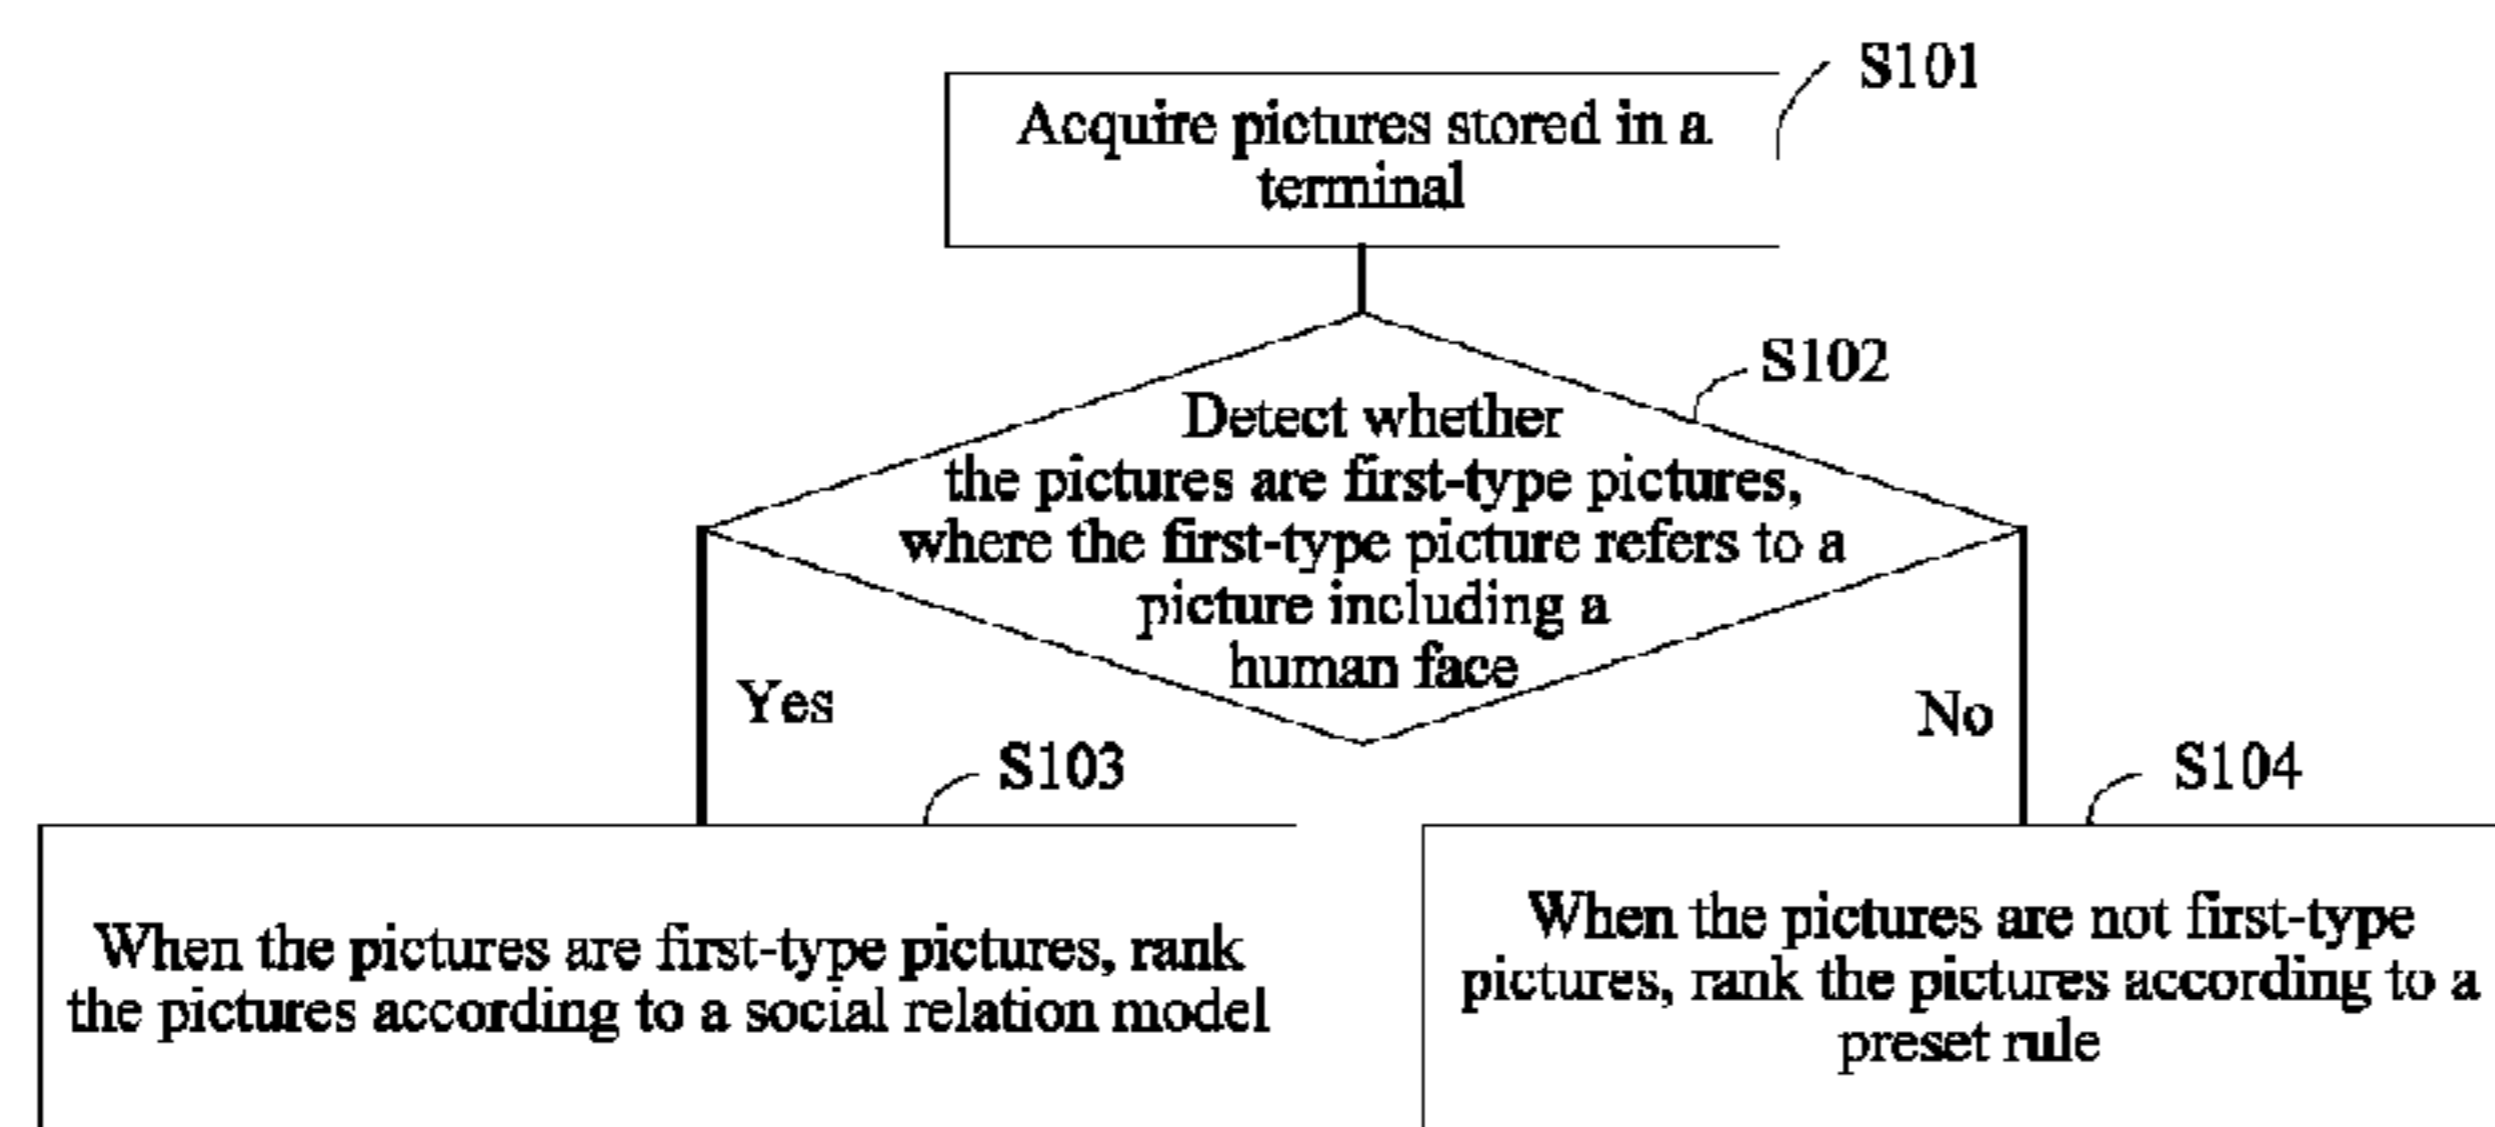 S101
Acquire pictures stored in a
terminal
S102
Detect whether
the pictures are first-type pictures,
where the first-type picture refers to a
picture including a
human face
Yes
No
S103
S104
When the pictures are first-type pictures, rank
the pictures according to a social relation model
When the pictures are not first-type
pictures, rank the pictures according to a
preset rule